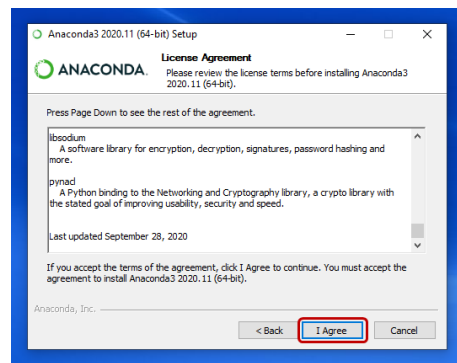 Anaconda3 2020.11 (64-bit) Setup
ANACONDA.
License Agreement
Please review the license terms before installing Anaconda3
2020.11 (64-bit).
Press Page Down to see the rest of the agreement.
libsodium
A software library for encryption, decryption, signatures, password hashing and
more.
pynacl
A Python binding to the Networking and Cryptography library, a crypto library with
the stated goal of improving usability, security and speed.
Last updated September 28, 2020
If you accept the terms of the agreement, click I Agree to continue. You must accept the
agreement to install Anaconda3 2020.11 (64-bit).
Anaconda, Inc.
< Back
I Agree
Cancel